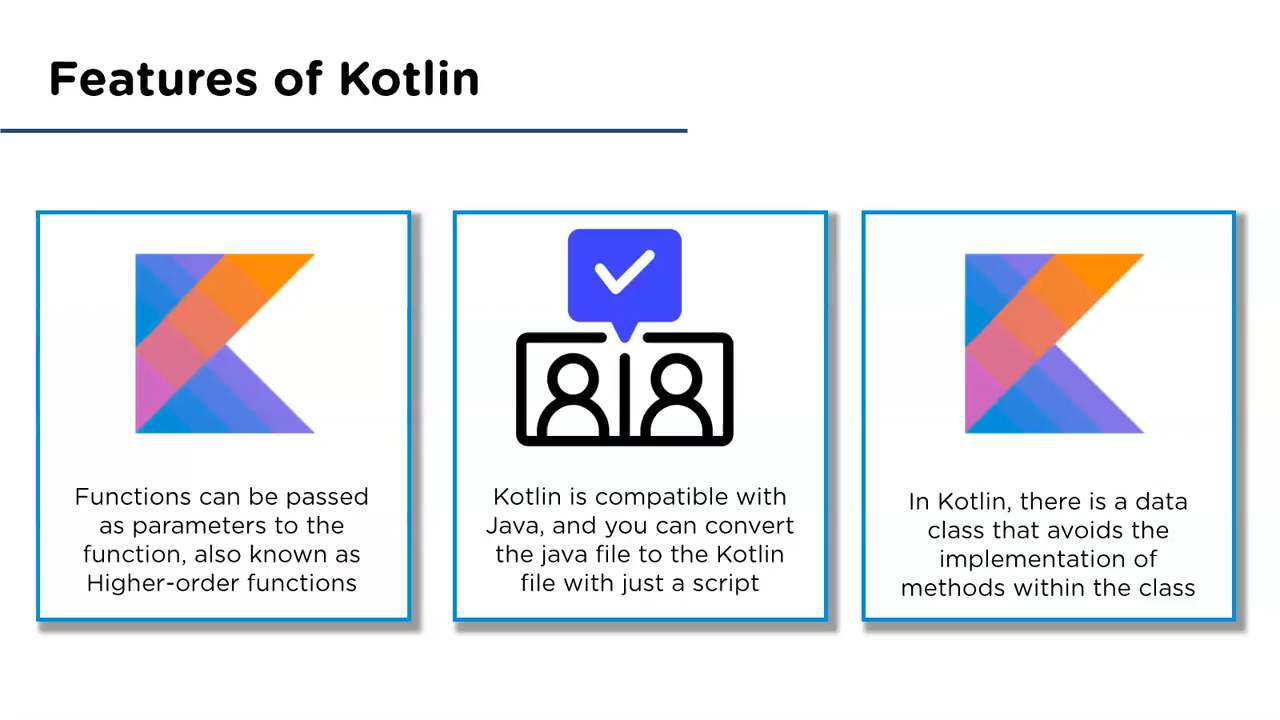 Features of Kotlin
Functions can be passed
as parameters to the
function, also known as
Higher-order functions
Kotlin is compatible with
Java, and you can convert
the java file to the Kotlin
file with just a script
In Kotlin, there is a data
class that avoids the
implementation of
methods within the class